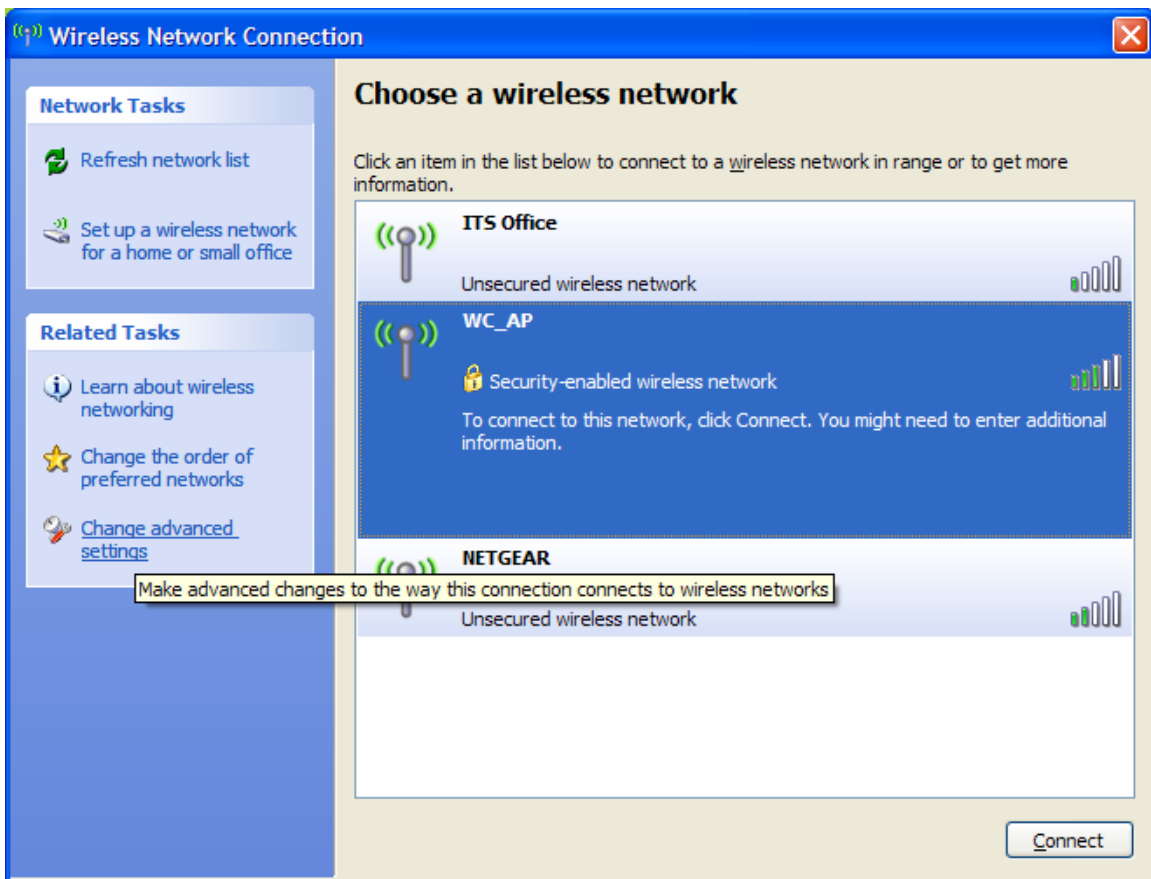 Wireless Network Connection
Network Tasks
Refresh network list
Set up a wireless network
for a home or small office
Related Tasks
Learn about wireless
networking
Change the order of
preferred networks
Change advanced
settings
Make advanced changes to the way this connection connects to wireless networks
Choose a wireless network
Click an item in the list below to connect to a wireless network in range or to get more
information.
ITS Office
Unsecured wireless network
WC_AP
Security-enabled wireless network
To connect to this network, click Connect. You might need to enter additional
information.
NETGEAR
Unsecured wireless network
Connect